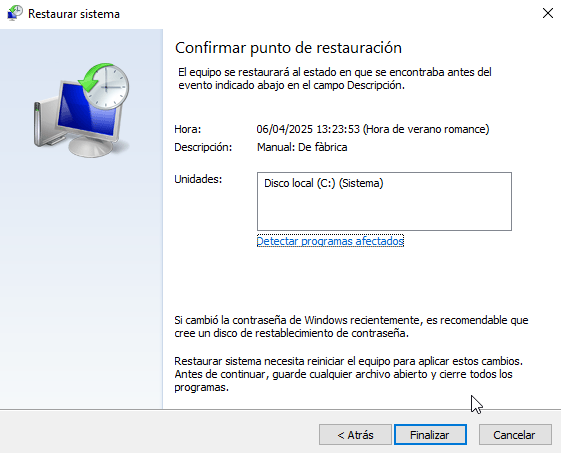 Restaurar sistema
Confirmar punto de restauración
El equipo se restaurará al estado en que se encontraba antes del
evento indicado abajo en el campo Descripción.
Hora: 06/04/2025 13:23:53 (Hora de verano romance)
Descripción: Manual: De fàbrica
Unidades: Disco local (C:) (Sistema)
Detectar programas afectados
Si cambió la contraseña de Windows recientemente, es recomendable que
cree un disco de restablecimiento de contraseña.
Restaurar sistema necesita reiniciar el equipo para aplicar estos cambios.
Antes de continuar, guarde cualquier archivo abierto y cierre todos los
programas.
< Atrás Finalizar Cancelar